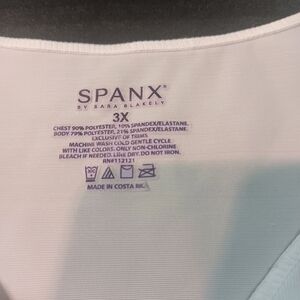 SPANX®
BY SARA BLAKELY
3X
CHEST 90% POLYESTER, 10% SPANDEX/ELASTANE.
BODY 79% POLYESTER, 21% SPANDEX/ELASTANE.
EXCLUSIVE OF TRIMS
MACHINE WASH COLD GENTLE CYCLE
WITH LIKE COLORS. ONLY NON-CHLORINE
BLEACH IF NEEDED. LINE DRY. DO NOT IRON.
RN#112121
MADE IN COSTA RICA